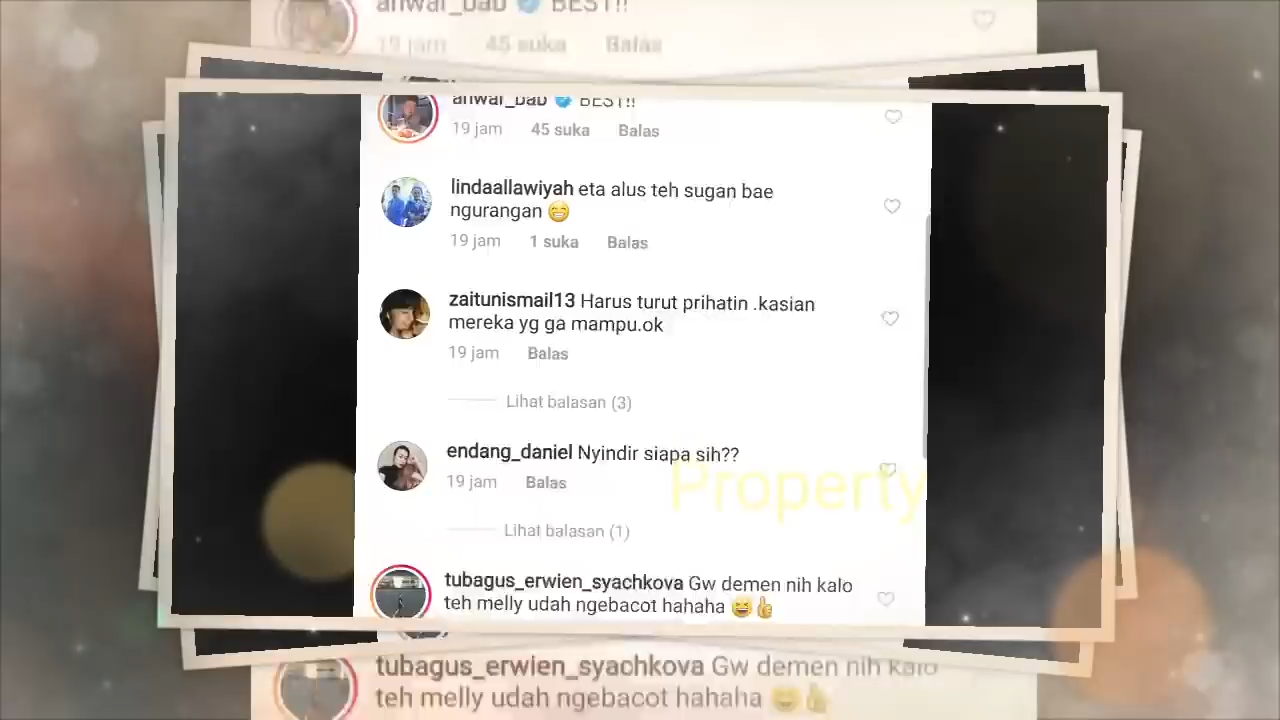 anwar_bab BEST!!
19 jam 45 suka Balas
anwar_bab BEST!!
19 jam 45 suka Balas
lindaallawiyah eta alus teh sugan bae
ngurangan 😁
19 jam 1 suka Balas
zaitunismail13 Harus turut prihatin .kasian
mereka yg ga mampu.ok
19 jam Balas
Lihat balasan (3)
endang_daniel Nyindir siapa sih??
19 jam Balas
Property
Lihat balasan (1)
tubagus_erwien_syachkova Gw demen nih kalo
teh melly udah ngebacot hahaha 😆👍
tubagus_erwien_syachkova Gw demen nih kalo
teh melly udah ngebacot hahaha 😆👍